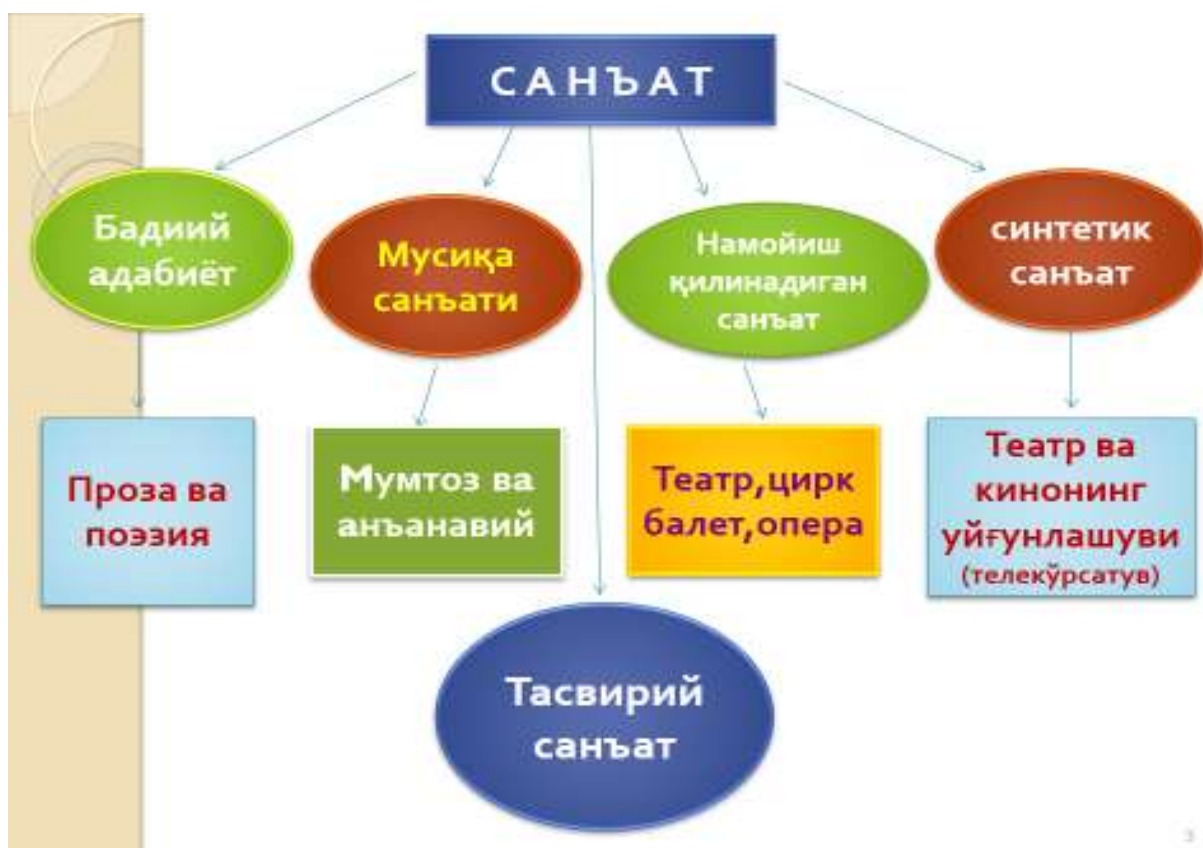 САНЪАТ
Бадиий
адабиёт
Мусиқа
санъати
Намойиш
қилинадиган
санъат
синтетик
санъат
Проза ва
поэзия
Мумтоз ва
анъанавий
Театр,цирк
балет,опера
Театр ва
кинонинг
уйғунлашуви
(телекўрсатув)
Тасвирий
санъат
3